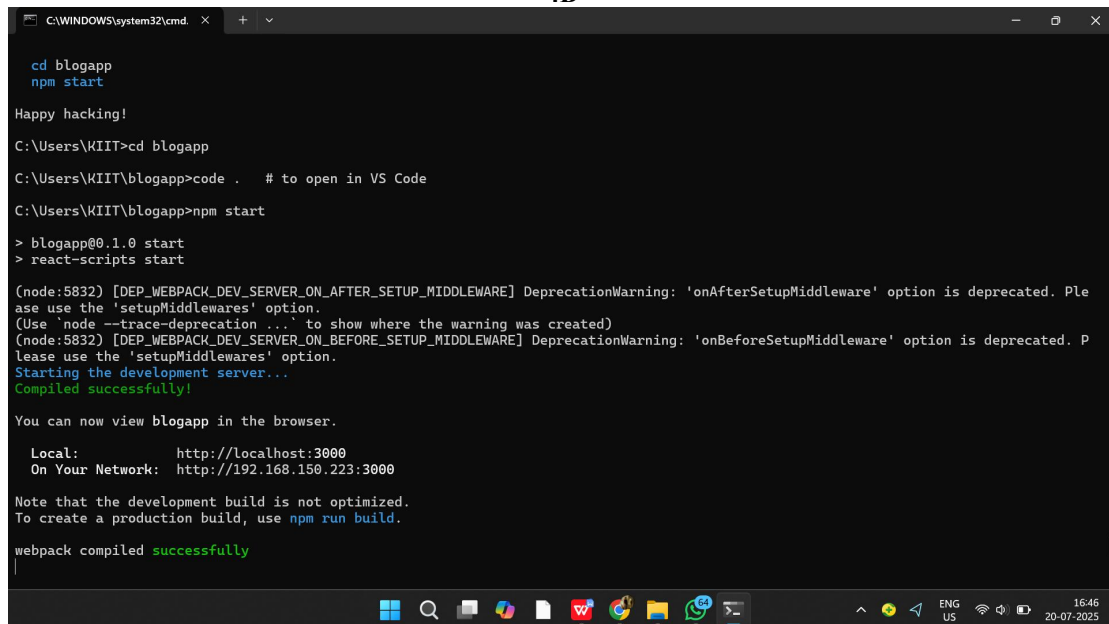 C:\WINDOWS\system32\cmd.
cd blogapp
npm start
Happy hacking!
C:\Users\KIIT>cd blogapp
C:\Users\KIIT\blogapp>code .   # to open in VS Code
C:\Users\KIIT\blogapp>npm start
> blogapp@0.1.0 start
> react-scripts start
(node:5832) [DEP_WEBPACK_DEV_SERVER_ON_AFTER_SETUP_MIDDLEWARE] DeprecationWarning: 'onAfterSetupMiddleware' option is deprecated. Ple
ase use the 'setupMiddlewares' option.
(Use `node --trace-deprecation ...` to show where the warning was created)
(node:5832) [DEP_WEBPACK_DEV_SERVER_ON_BEFORE_SETUP_MIDDLEWARE] DeprecationWarning: 'onBeforeSetupMiddleware' option is deprecated. P
lease use the 'setupMiddlewares' option.
Starting the development server...
Compiled successfully!
You can now view blogapp in the browser.
Local:            http://localhost:3000
On Your Network:  http://192.168.150.223:3000
Note that the development build is not optimized.
To create a production build, use npm run build.
webpack compiled successfully
64
ENG
US
16:46
20-07-2025